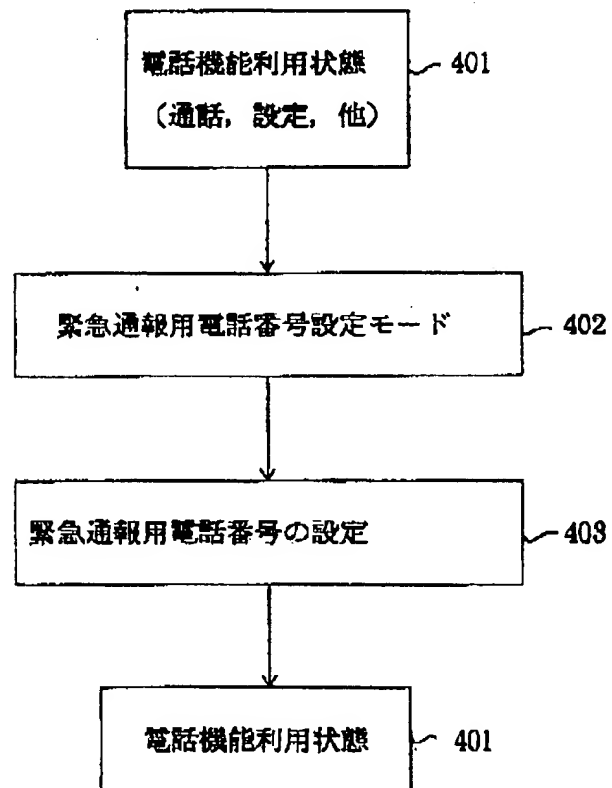 電話機能利用状態
（通話，設定，他）
401
緊急通報用電話番号設定モード
402
緊急通報用電話番号の設定
403
電話機能利用状態
401